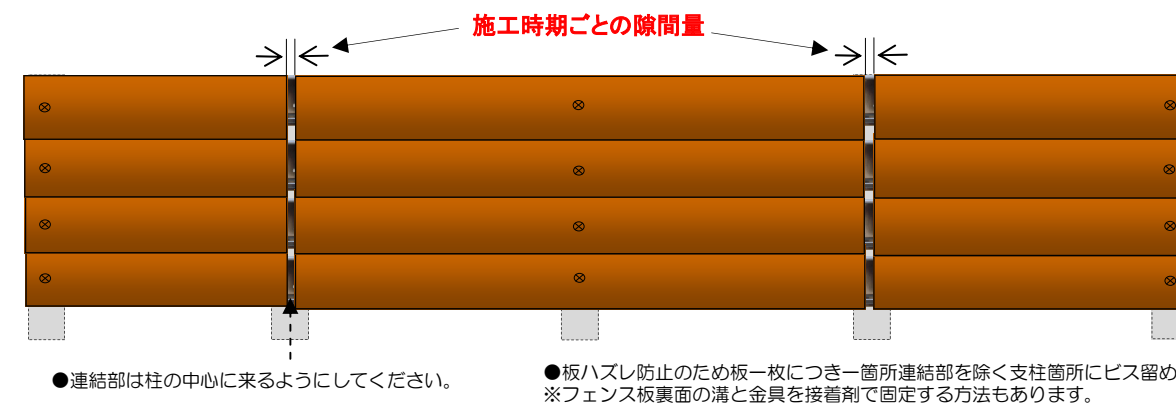 施工時期ごとの隙間量
●連結部は柱の中心に来るようにしてください。
●板ハズレ防止のため板一枚につき一箇所連結部を除く支柱箇所にビス留め
※フェンス板裏面の溝と金具を接着剤で固定する方法もあります。